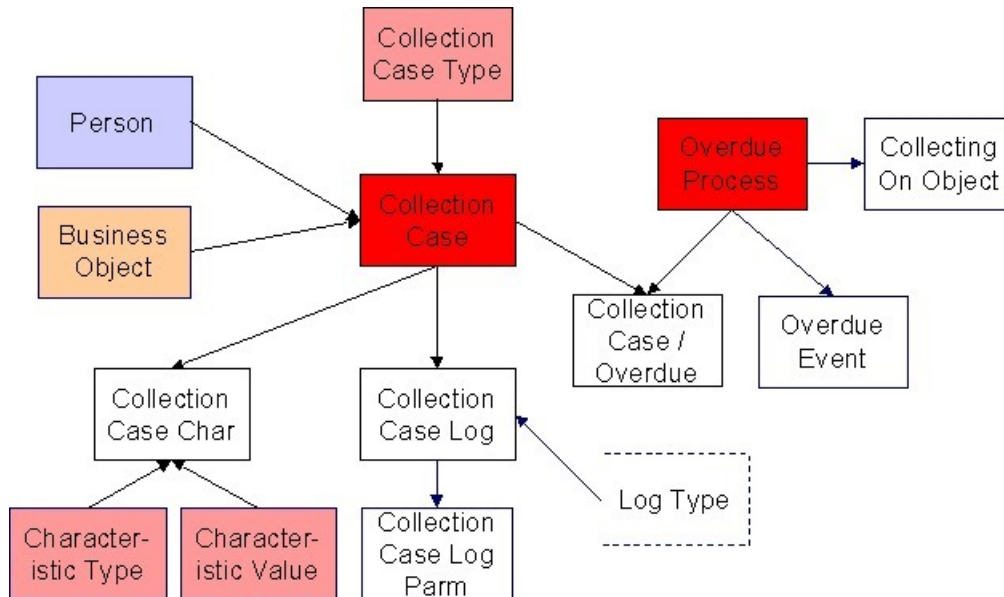 Collection
Case Type
Person
Overdue
Process
Collecting
On Object
Collection
Case
Business
Object
Collection
Case /
Overdue
Overdue
Event
Collection
Case Char
Collection
Case Log
Log Type
Character-
istic Type
Character-
istic Value
Collection
Case Log
Parm